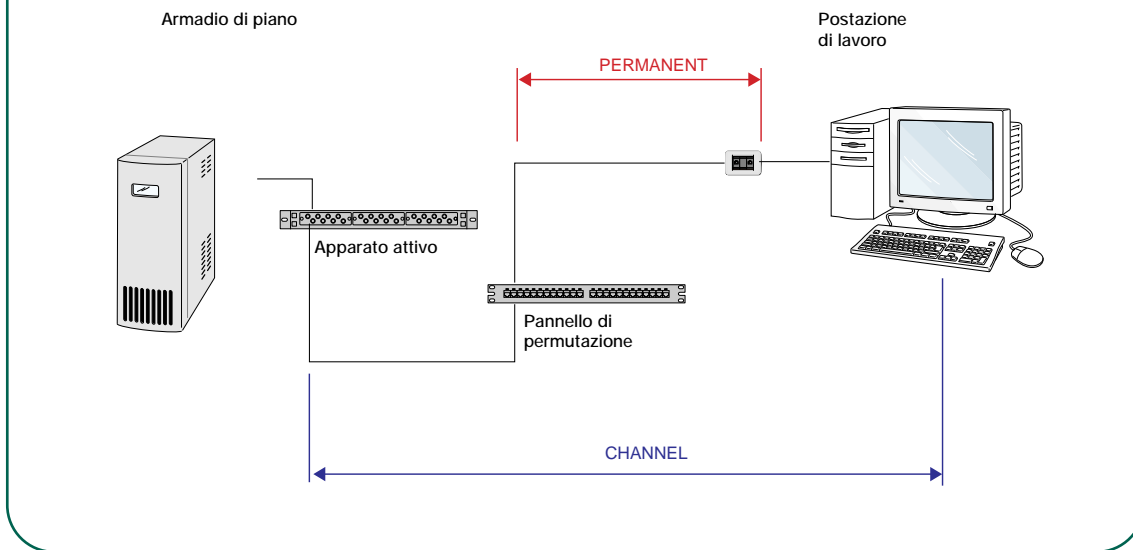 Armadio di piano
Postazione
di lavoro
PERMANENT
Apparato attivo
Pannello di
permutazione
CHANNEL